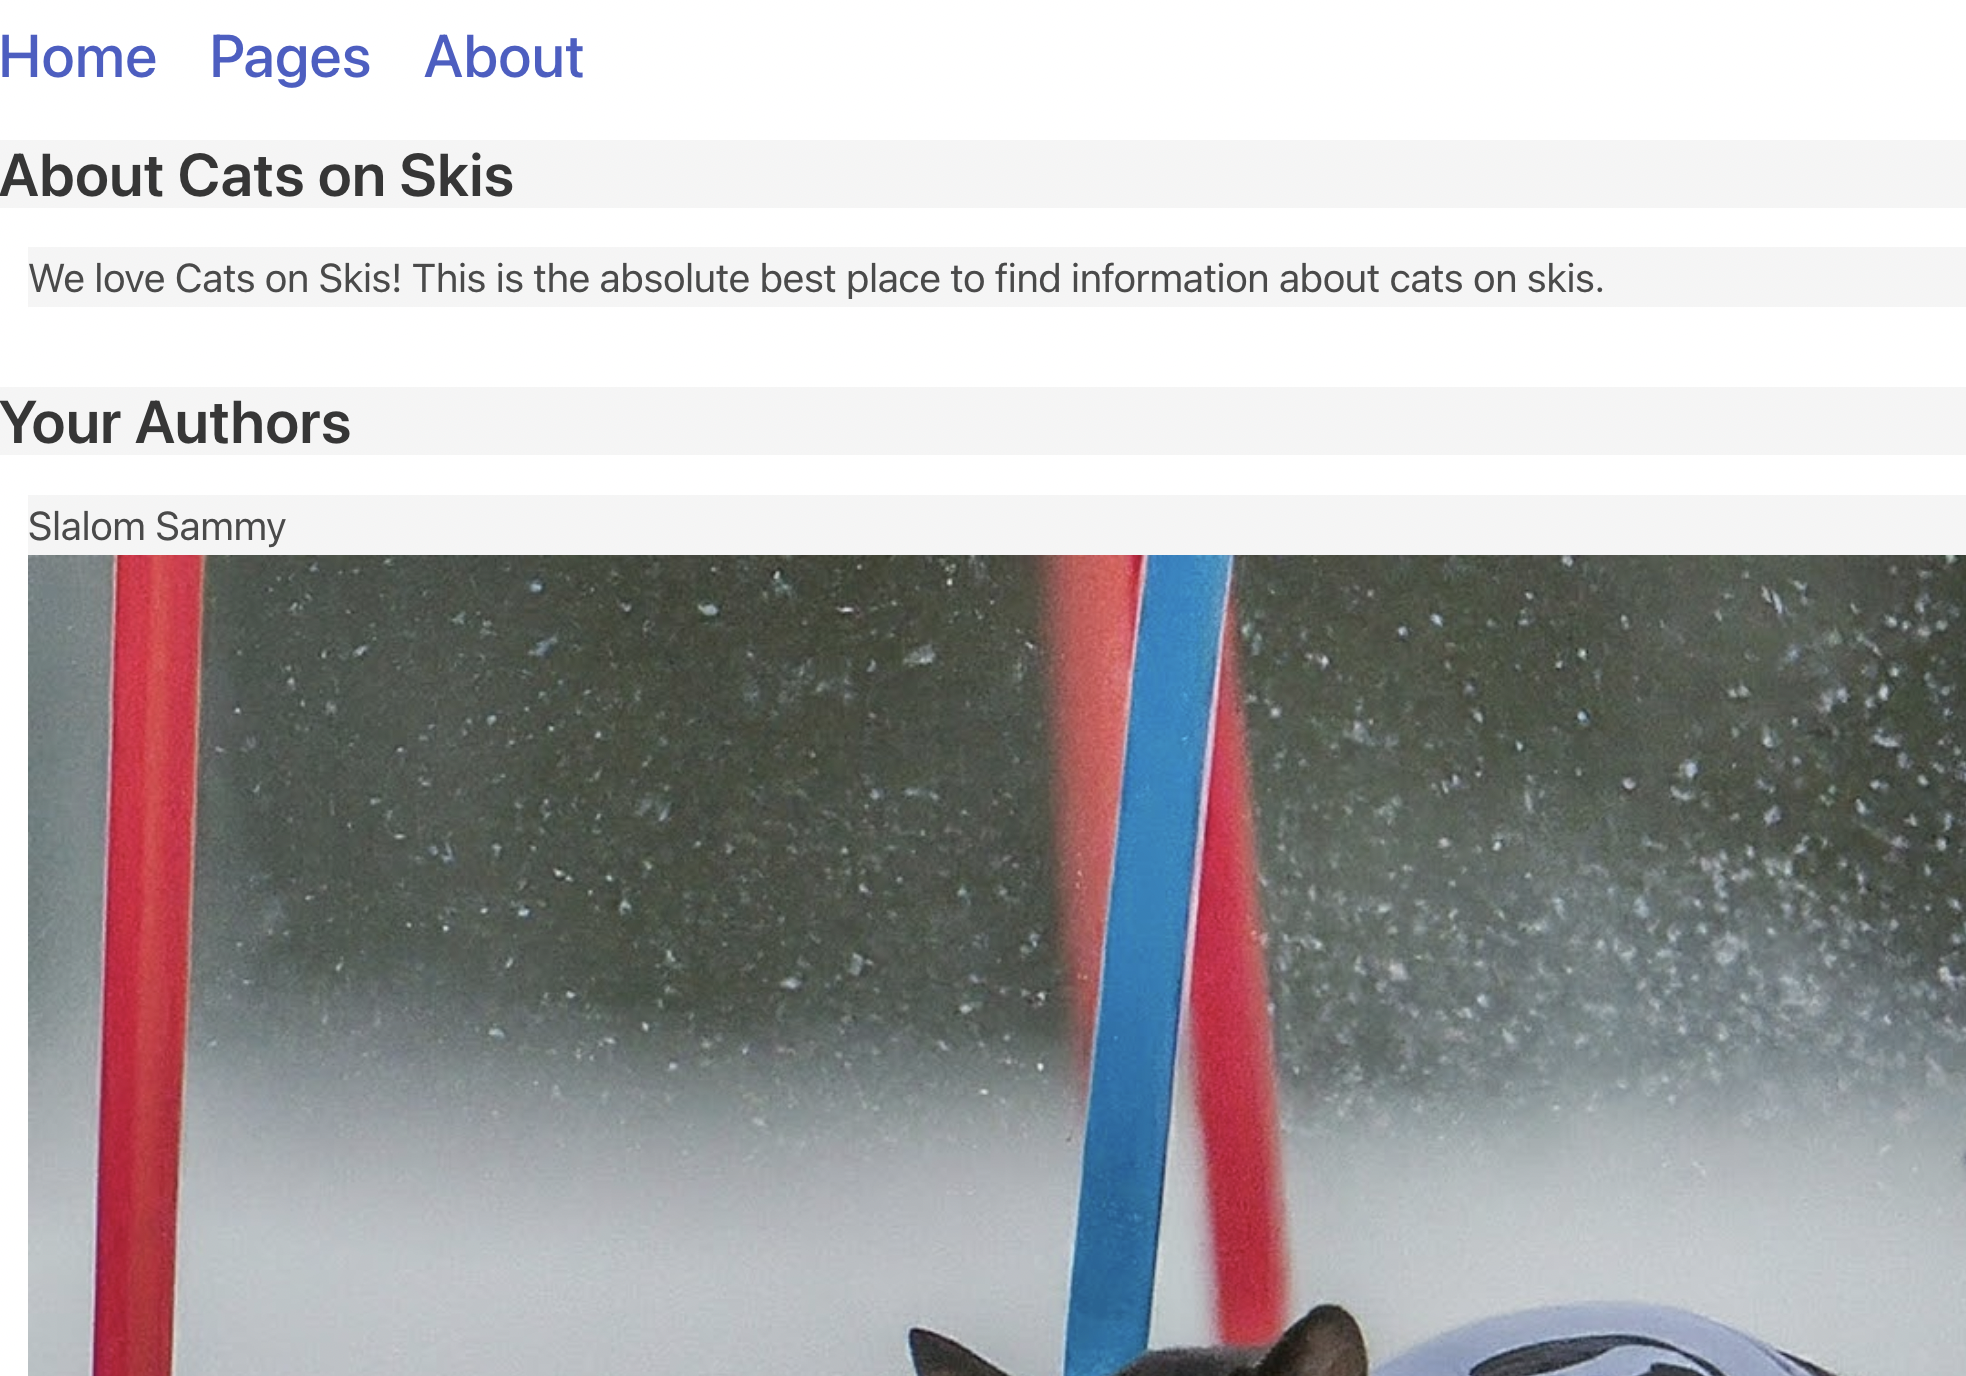 Home Pages About
About Cats on Skis
We love Cats on Skis! This is the absolute best place to find information about cats on skis.
Your Authors
Slalom Sammy